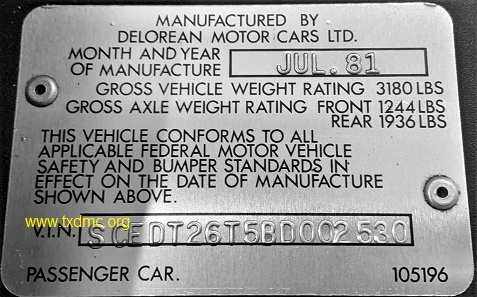 MANUFACTURED BY
DELOREAN MOTOR CARS LTD.
MONTH AND YEAR
OF MANUFACTURE JUL. 81
GROSS VEHICLE WEIGHT RATING 3180 LBS
GROSS AXLE WEIGHT RATING FRONT 1244 LBS
REAR 1936 LBS
THIS VEHICLE CONFORMS TO ALL
APPLICABLE FEDERAL MOTOR VEHICLE
SAFETY AND BUMPER STANDARDS IN
EFFECT ON THE DATE OF MANUFACTURE
SHOWN ABOVE.
www.txdmc.org
V.I.N. SCEDT26T5BD002530
PASSENGER CAR. 105196